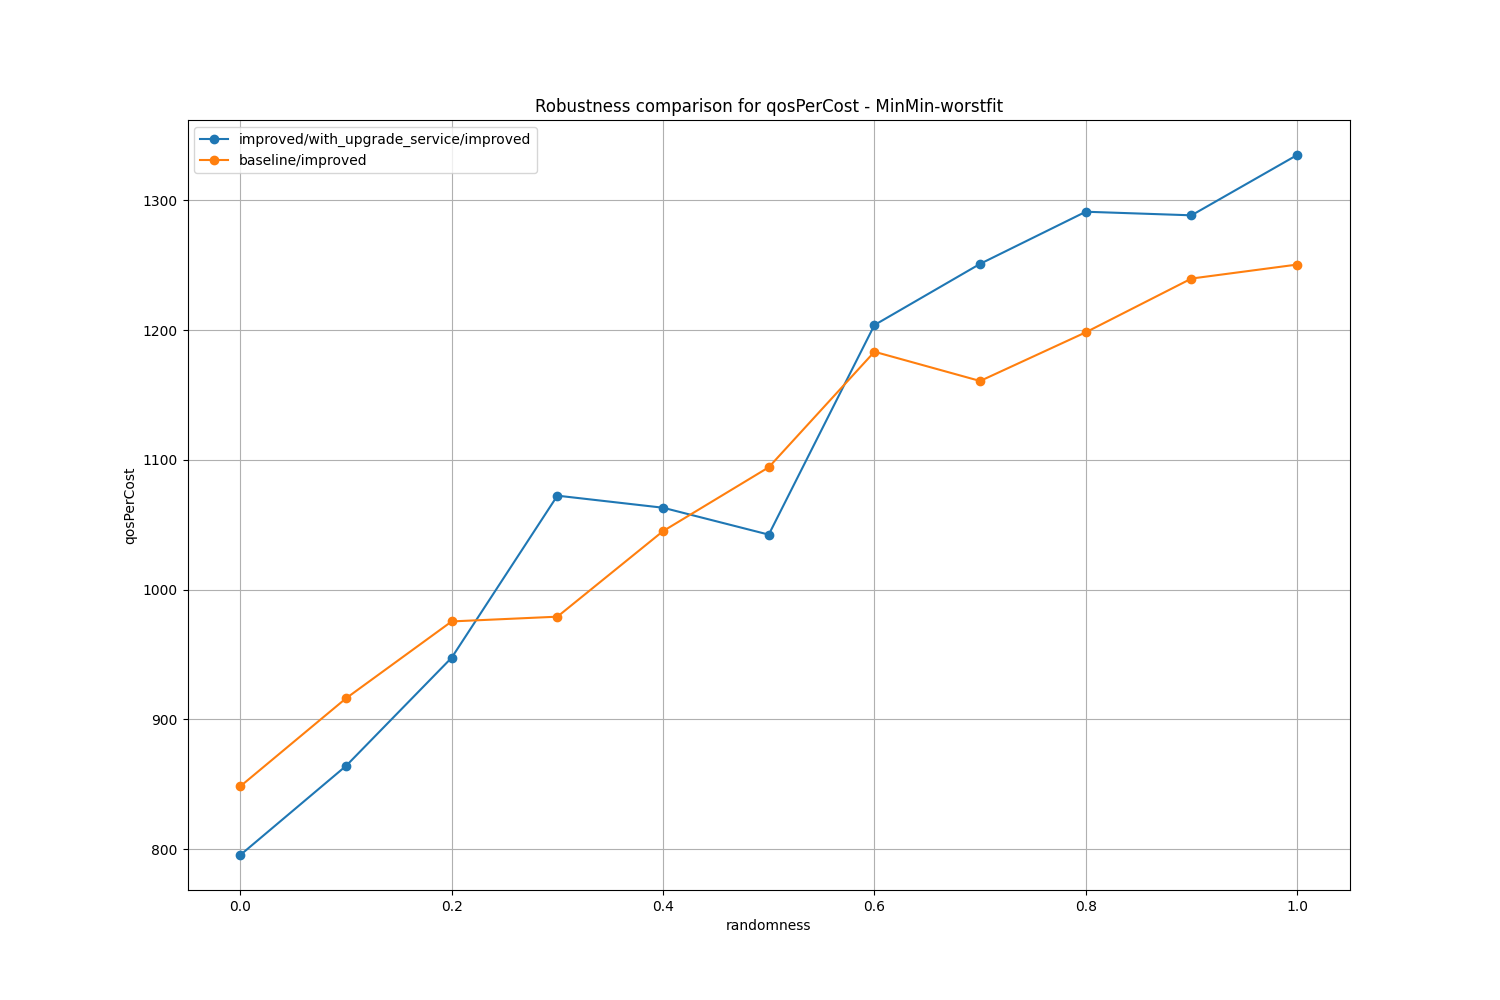 Robustness comparison for qosPerCost - MinMin-worstfit
improved/with_upgrade_service/improved
baseline/improved
1300
1200
1100
1000
900
800
qosPerCost
0.0 0.2 0.4 0.6 0.8 1.0
randomness